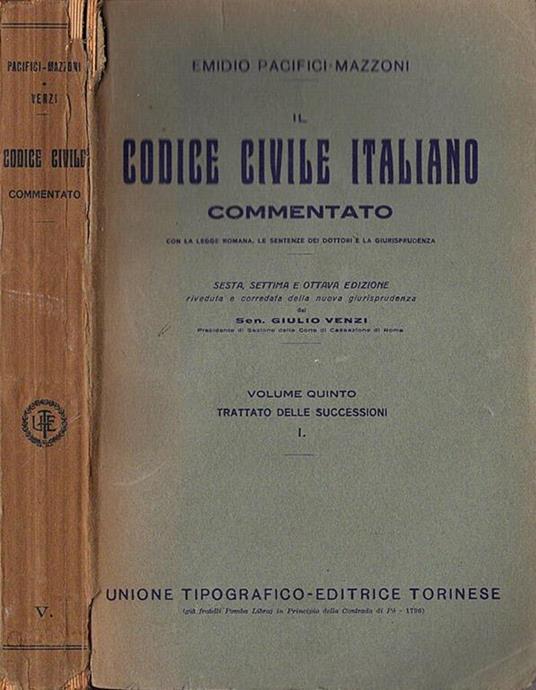 PACIFICI-MAZZONI
VENZI
CODICE CIVILE
COMMENTATO
UTET
V.
EMIDIO PACIFICI-MAZZONI
IL
CODICE CIVILE ITALIANO
COMMENTATO
CON LA LEGGE ROMANA, LE SENTENZE DEI DOTTORI E LA GIURISPRUDENZA
SESTA, SETTIMA E OTTAVA EDIZIONE
riveduta e corredata della nuova giurisprudenza
dal
Sen. GIULIO VENZI
Presidente di Sezione della Corte di Cassazione di Roma
VOLUME QUINTO
TRATTATO DELLE SUCCESSIONI
I.
UNIONE TIPOGRAFICO-EDITRICE TORINESE
(già fratelli Pomba Libraj in Principio della Contrada di Pò - 1796)